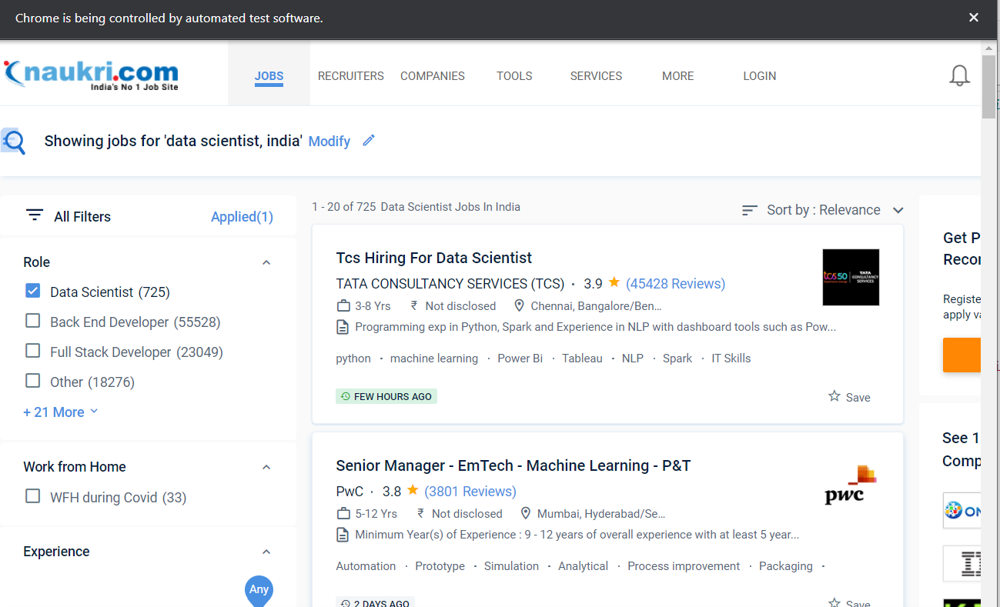 Chrome is being controlled by automated test software.
naukri.com
India's No 1 Job Site
JOBS RECRUITERS COMPANIES TOOLS SERVICES MORE LOGIN
Showing jobs for 'data scientist, india' Modify
All Filters Applied(1)
Role
Data Scientist (725)
Back End Developer (55528)
Full Stack Developer (23049)
Other (18276)
+ 21 More
Work from Home
WFH during Covid (33)
Experience
Any
1 - 20 of 725 Data Scientist Jobs In India
Sort by : Relevance
Tcs Hiring For Data Scientist
TATA CONSULTANCY SERVICES (TCS) · 3.9 (45428 Reviews)
3-8 Yrs ₹ Not disclosed Chennai, Bangalore/Ben...
Programming exp in Python, Spark and Experience in NLP with dashboard tools such as Pow...
python · machine learning · Power Bi · Tableau · NLP · Spark · IT Skills
FEW HOURS AGO
Save
tcs 50 TATA
CONSULTANCY
SERVICES
Senior Manager - EmTech - Machine Learning - P&T
PwC · 3.8 (3801 Reviews)
5-12 Yrs ₹ Not disclosed Mumbai, Hyderabad/Se...
Minimum Year(s) of Experience : 9 - 12 years of overall experience with at least 5 year...
Automation · Prototype · Simulation · Analytical · Process improvement · Packaging ·
2 DAYS AGO
Save
pwc
Get P
Recor
Registe
apply va
See 1
Comp
ON